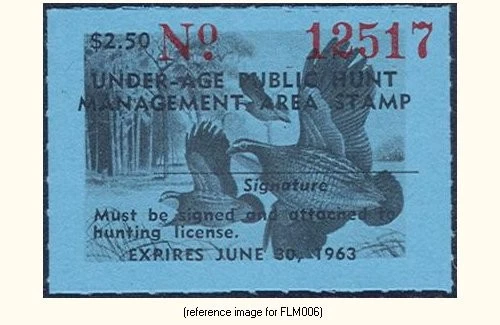 $2.50 No 12517
UNDER-AGE PUBLIC HUNT
MANAGEMENT AREA STAMP
Signature
Must be signed and attached to
hunting license.
EXPIRES JUNE 30, 1963
(reference image for FLM006)